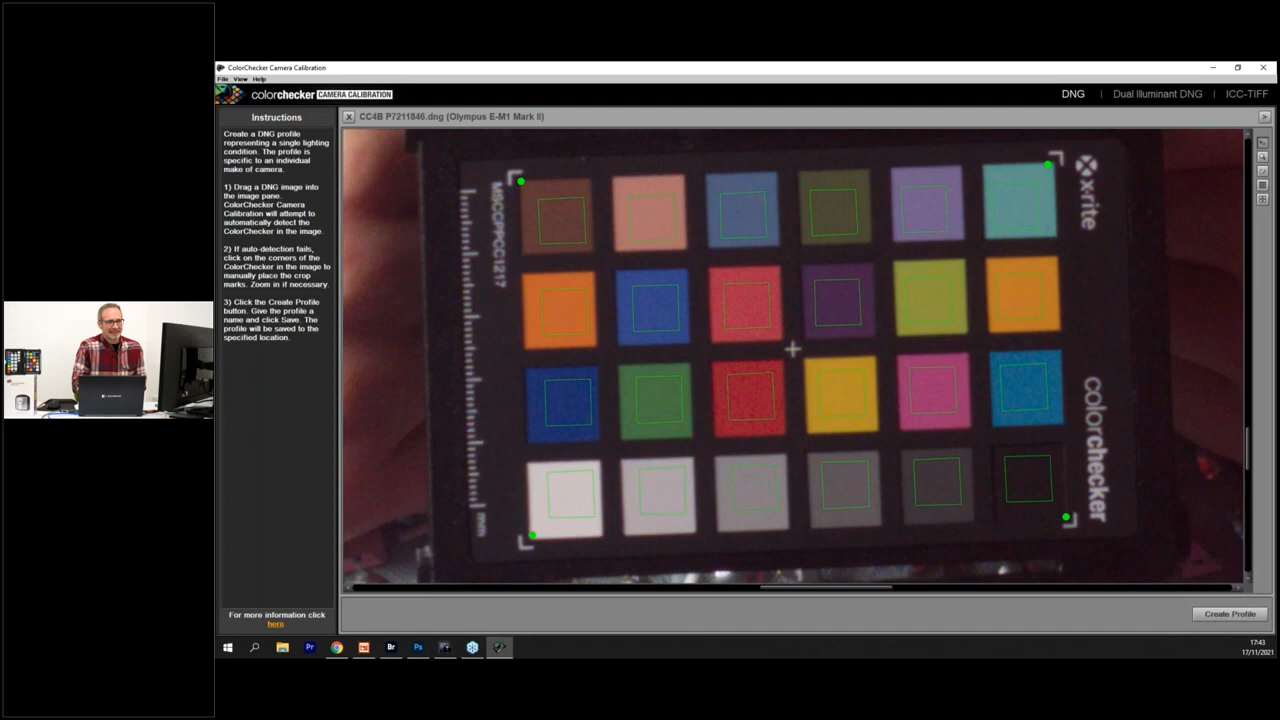 ColorChecker Camera Calibration
File View Help
colorchecker CAMERA CALIBRATION
DNG | Dual Illuminant DNG | ICC-TIFF
Instructions
Create a DNG profile
representing a single lighting
condition. The profile is
specific to an individual
make of camera.
1) Drag a DNG image into
the image pane.
ColorChecker Camera
Calibration will attempt to
automatically detect the
ColorChecker in the image.
2) If auto-detection fails,
click on the corners of the
ColorChecker in the image to
manually place the crop
marks. Zoom in if necessary.
3) Click the Create Profile
button. Give the profile a
name and click Save. The
profile will be saved to the
specified location.
For more information click
here
CC4B P7211846.dng (Olympus E-M1 Mark II)
MSCCPPCC1217
mm
x-rite
colorchecker
Create Profile
Pr
Br
Ps
17:43
17/11/2021